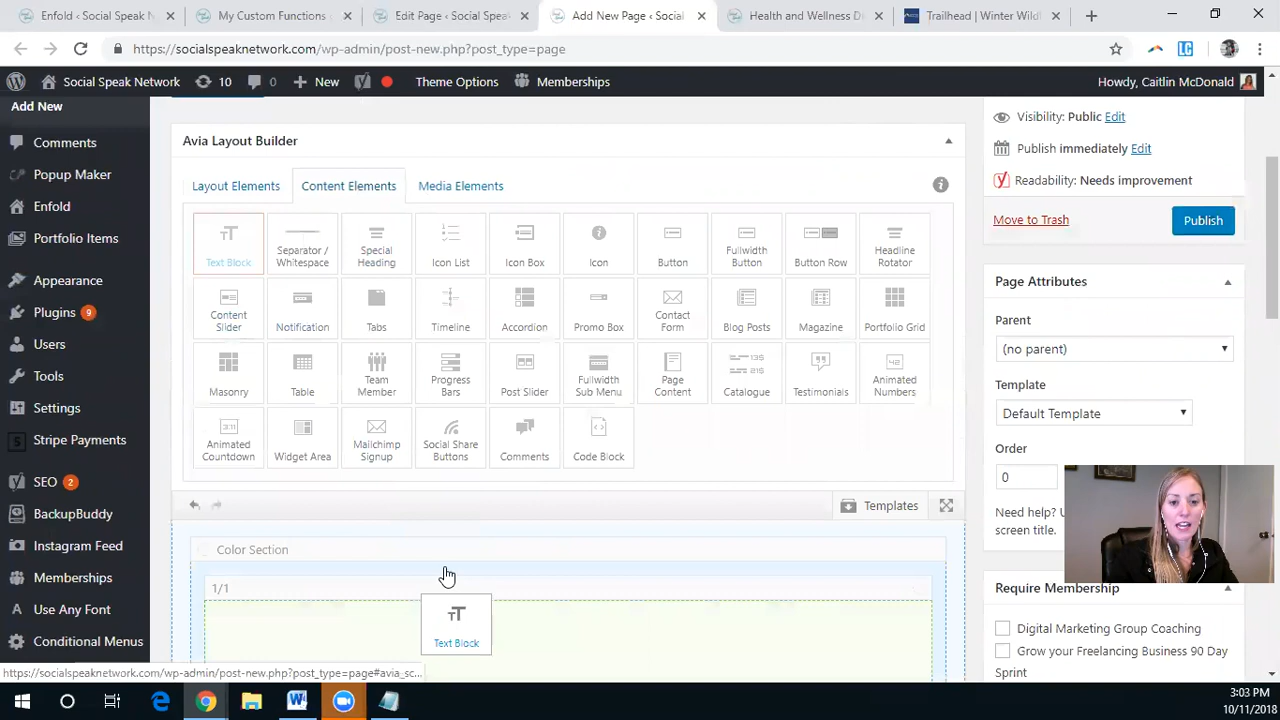 Enfold ‹ Social Speak N
My Custom Functions ‹
Edit Page ‹ SocialSpea
Add New Page ‹ Social
Health and Wellness Di
Trailhead | Winter Wild
https://socialspeaknetwork.com/wp-admin/post-new.php?post_type=page
Social Speak Network
10
0
New
Theme Options
Memberships
Howdy, Caitlin McDonald
Add New
Comments
Popup Maker
Enfold
Portfolio Items
Appearance
Plugins 9
Users
Tools
Settings
Stripe Payments
SEO 2
BackupBuddy
Instagram Feed
Memberships
Use Any Font
Conditional Menus
Avia Layout Builder
Layout Elements
Content Elements
Media Elements
Text Block
Separator / Whitespace
Special Heading
Icon List
Icon Box
Icon
Button
Fullwidth Button
Button Row
Headline Rotator
Content Slider
Notification
Tabs
Timeline
Accordion
Promo Box
Contact Form
Blog Posts
Magazine
Portfolio Grid
Masonry
Table
Team Member
Progress Bars
Post Slider
Fullwidth Sub Menu
Page Content
Catalogue
Testimonials
Animated Numbers
Animated Countdown
Widget Area
Mailchimp Signup
Social Share Buttons
Comments
Code Block
Templates
Color Section
1/1
Text Block
Visibility: Public Edit
Publish immediately Edit
Readability: Needs improvement
Move to Trash
Publish
Page Attributes
Parent
(no parent)
Template
Default Template
Order
0
Need help?
screen title.
Require Membership
Digital Marketing Group Coaching
Grow your Freelancing Business 90 Day
Sprint
https://socialspeaknetwork.com/wp-admin/post-new.php?post_type=page#avia_sc...
3:03 PM
10/11/2018